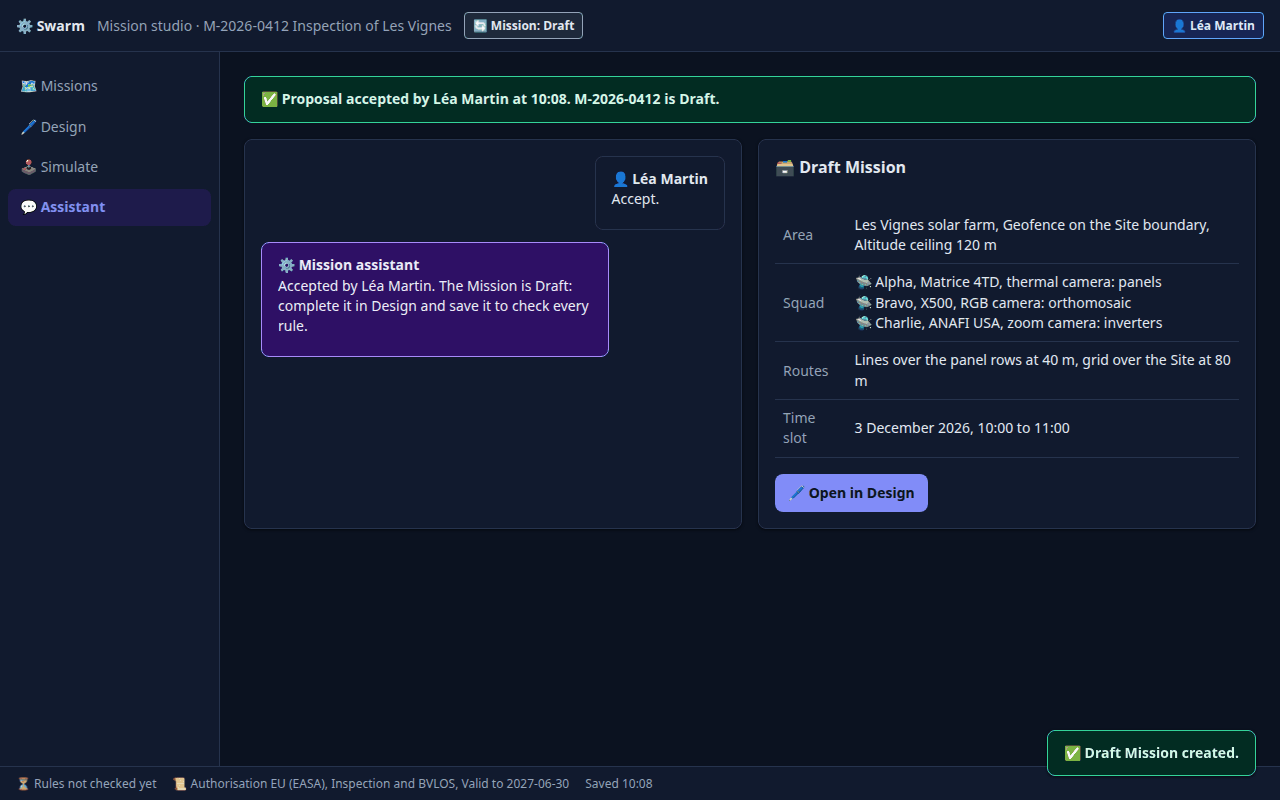 ⚙️ Swarm Mission studio · M-2026-0412 Inspection of Les Vignes 🔄 Mission: Draft 👤 Léa Martin
🗺️ Missions
🖊️ Design
🕹️ Simulate
💬 Assistant
✅ Proposal accepted by Léa Martin at 10:08. M-2026-0412 is Draft.
👤 Léa Martin
Accept.
⚙️ Mission assistant
Accepted by Léa Martin. The Mission is Draft:
complete it in Design and save it to check every
rule.
🗃️ Draft Mission
Area
Les Vignes solar farm, Geofence on the Site boundary,
Altitude ceiling 120 m
Squad
🛸 Alpha, Matrice 4TD, thermal camera: panels
🛸 Bravo, X500, RGB camera: orthomosaic
🛸 Charlie, ANAFI USA, zoom camera: inverters
Routes
Lines over the panel rows at 40 m, grid over the Site at 80
m
Time
slot
3 December 2026, 10:00 to 11:00
🖊️ Open in Design
✅ Draft Mission created.
⏳ Rules not checked yet 📜 Authorisation EU (EASA), Inspection and BVLOS, Valid to 2027-06-30 Saved 10:08